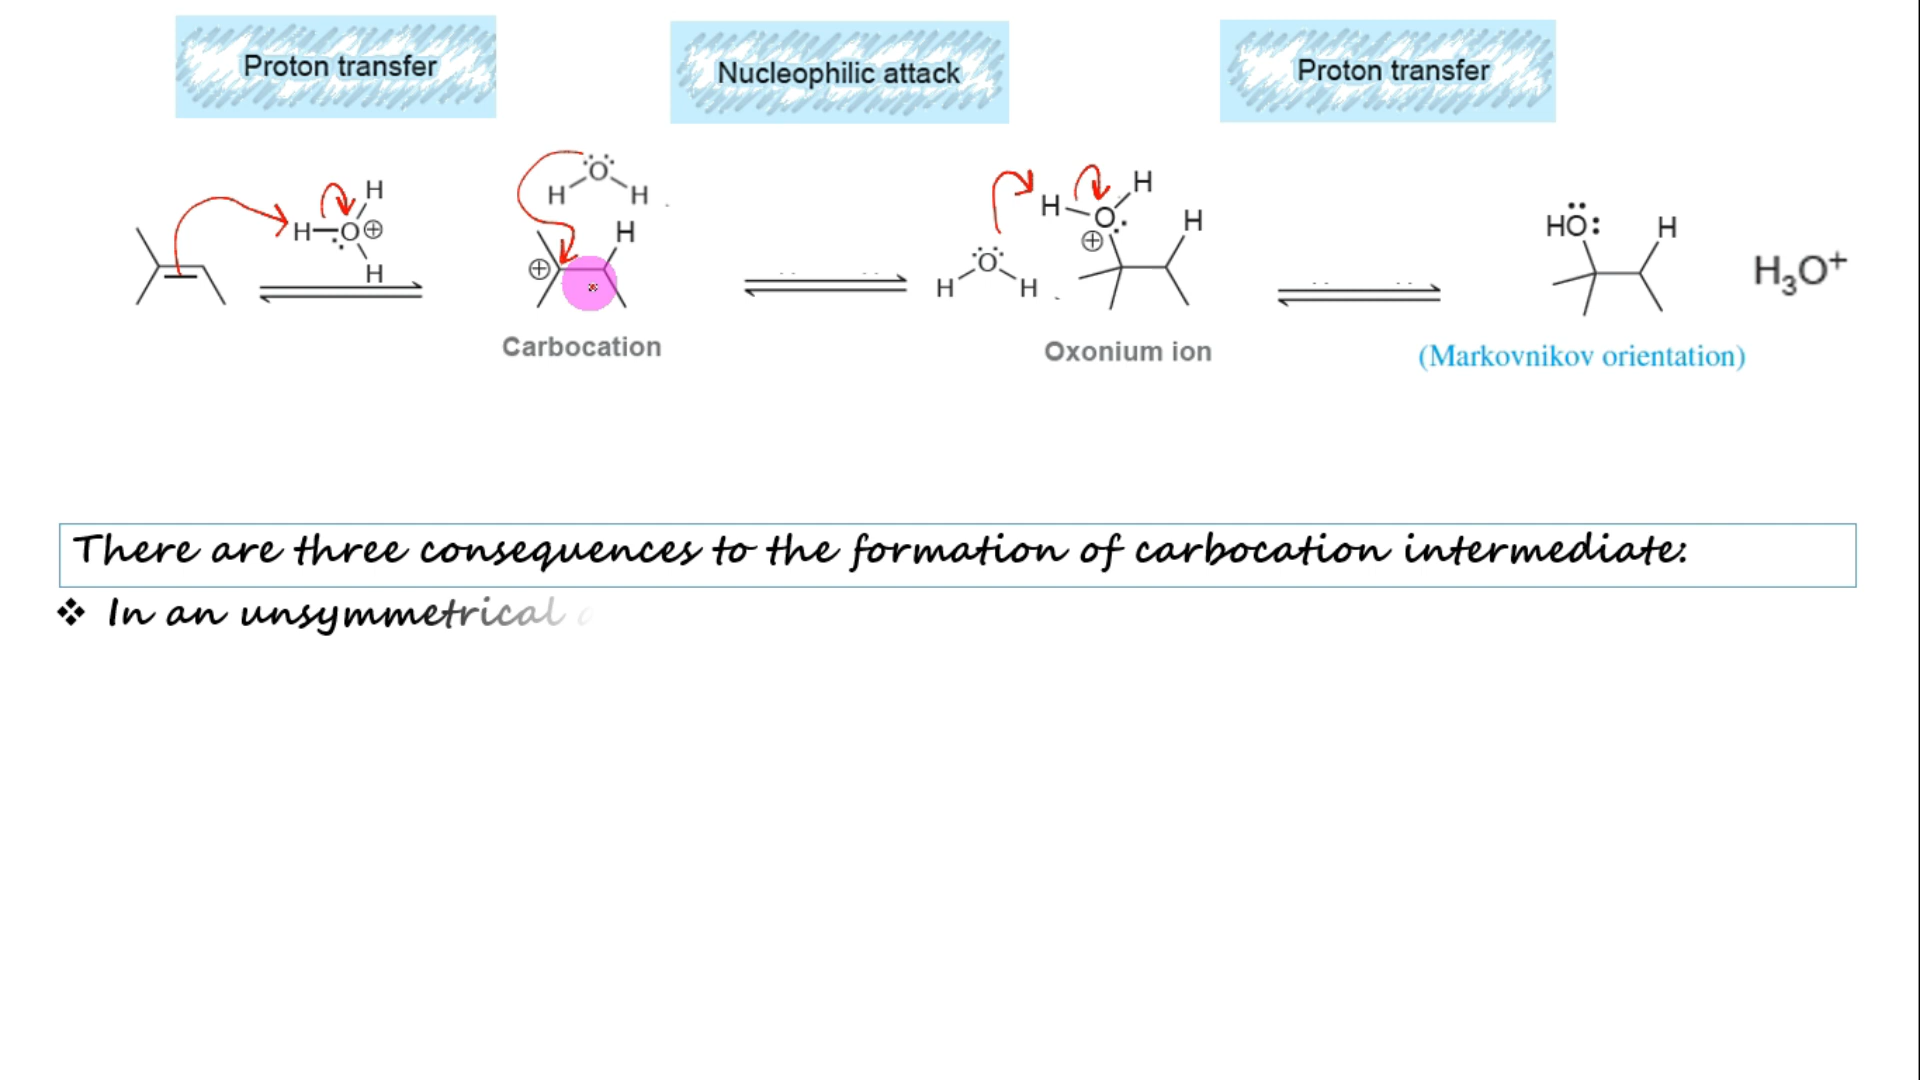 Proton transfer
Nucleophilic attack
Proton transfer
H H–O⊕ H
H O H
⊕ H
H O H
H–O H ⊕ H
HÖ: H
H₃O⁺
Carbocation
Oxonium ion
(Markovnikov orientation)
There are three consequences to the formation of carbocation intermediate:
❖ In an unsymmetrical